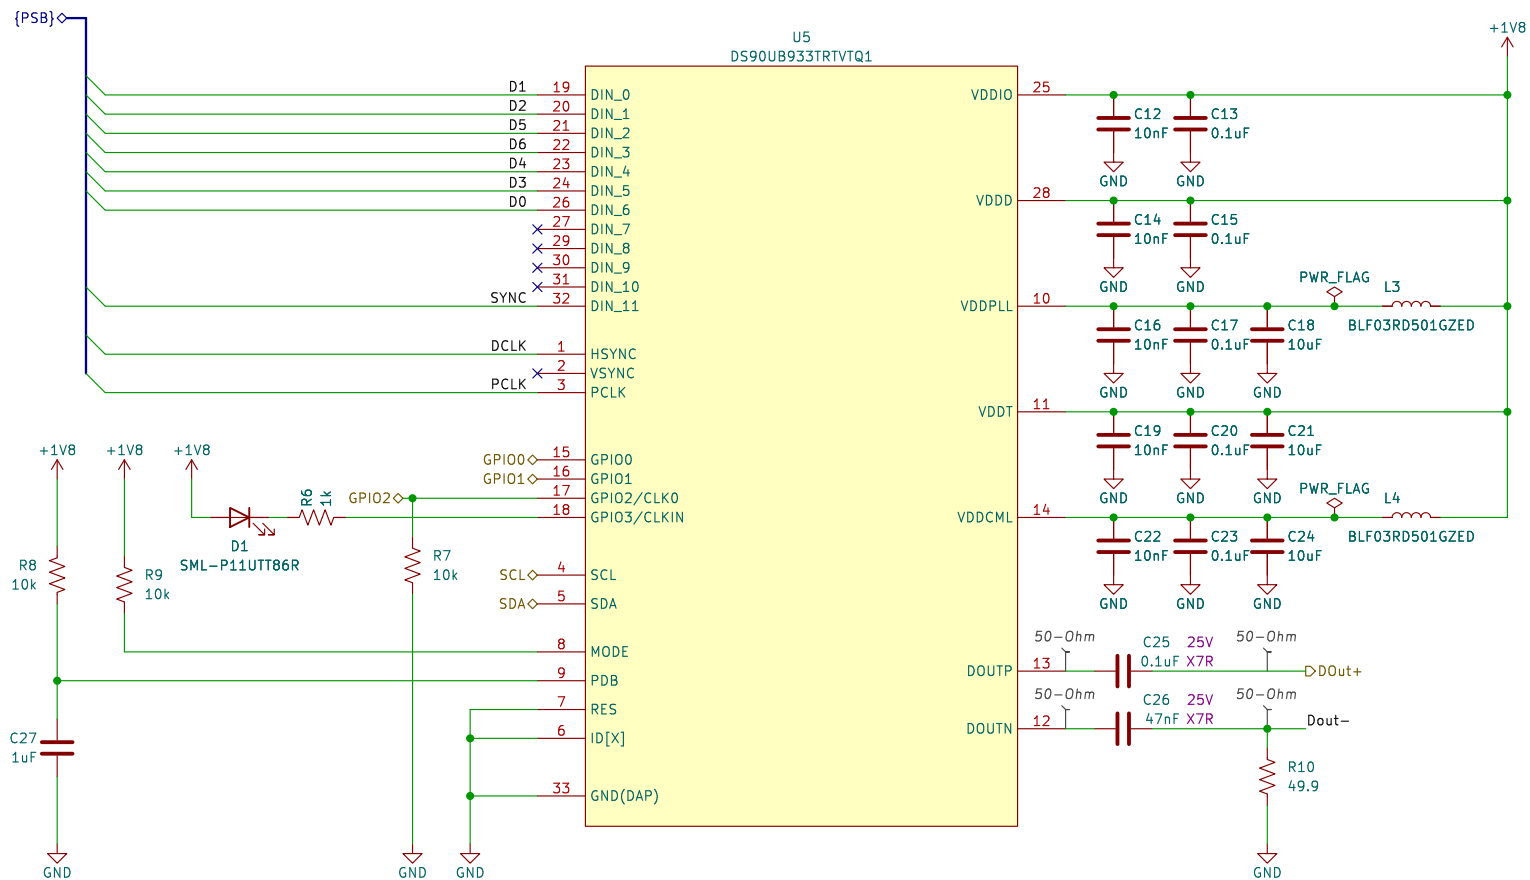 {PSB}
U5
DS90UB933TRTVTQ1
+1V8
D1 19 DIN_0
D2 20 DIN_1
D5 21 DIN_2
D6 22 DIN_3
D4 23 DIN_4
D3 24 DIN_5
D0 26 DIN_6
27 DIN_7
29 DIN_8
30 DIN_9
31 DIN_10
SYNC 32 DIN_11
DCLK 1 HSYNC
2 VSYNC
PCLK 3 PCLK
+1V8 +1V8 +1V8
GPIO0 15 GPIO0
GPIO1 16 GPIO1
GPIO2 17 GPIO2/CLK0
18 GPIO3/CLKIN
R6
1k
D1
SML-P11UTT86R
R8
10k
R9
10k
R7
10k
SCL 4 SCL
SDA 5 SDA
8 MODE
9 PDB
7 RES
6 ID[X]
33 GND(DAP)
C27
1uF
GND
GND
GND
VDDIO 25
C12
10nF
C13
0.1uF
GND GND
VDDD 28
C14
10nF
C15
0.1uF
GND GND
VDDPLL 10
PWR_FLAG
L3
BLF03RD501GZED
C16
10nF
C17
0.1uF
C18
10uF
GND GND GND
VDDT 11
C19
10nF
C20
0.1uF
C21
10uF
GND GND GND
VDDCML 14
PWR_FLAG
L4
BLF03RD501GZED
C22
10nF
C23
0.1uF
C24
10uF
GND GND GND
50-Ohm
C25 25V
0.1uF X7R
50-Ohm
DOUTP 13
DOut+
50-Ohm
C26 25V
47nF X7R
50-Ohm
DOUTN 12
Dout-
R10
49.9
GND